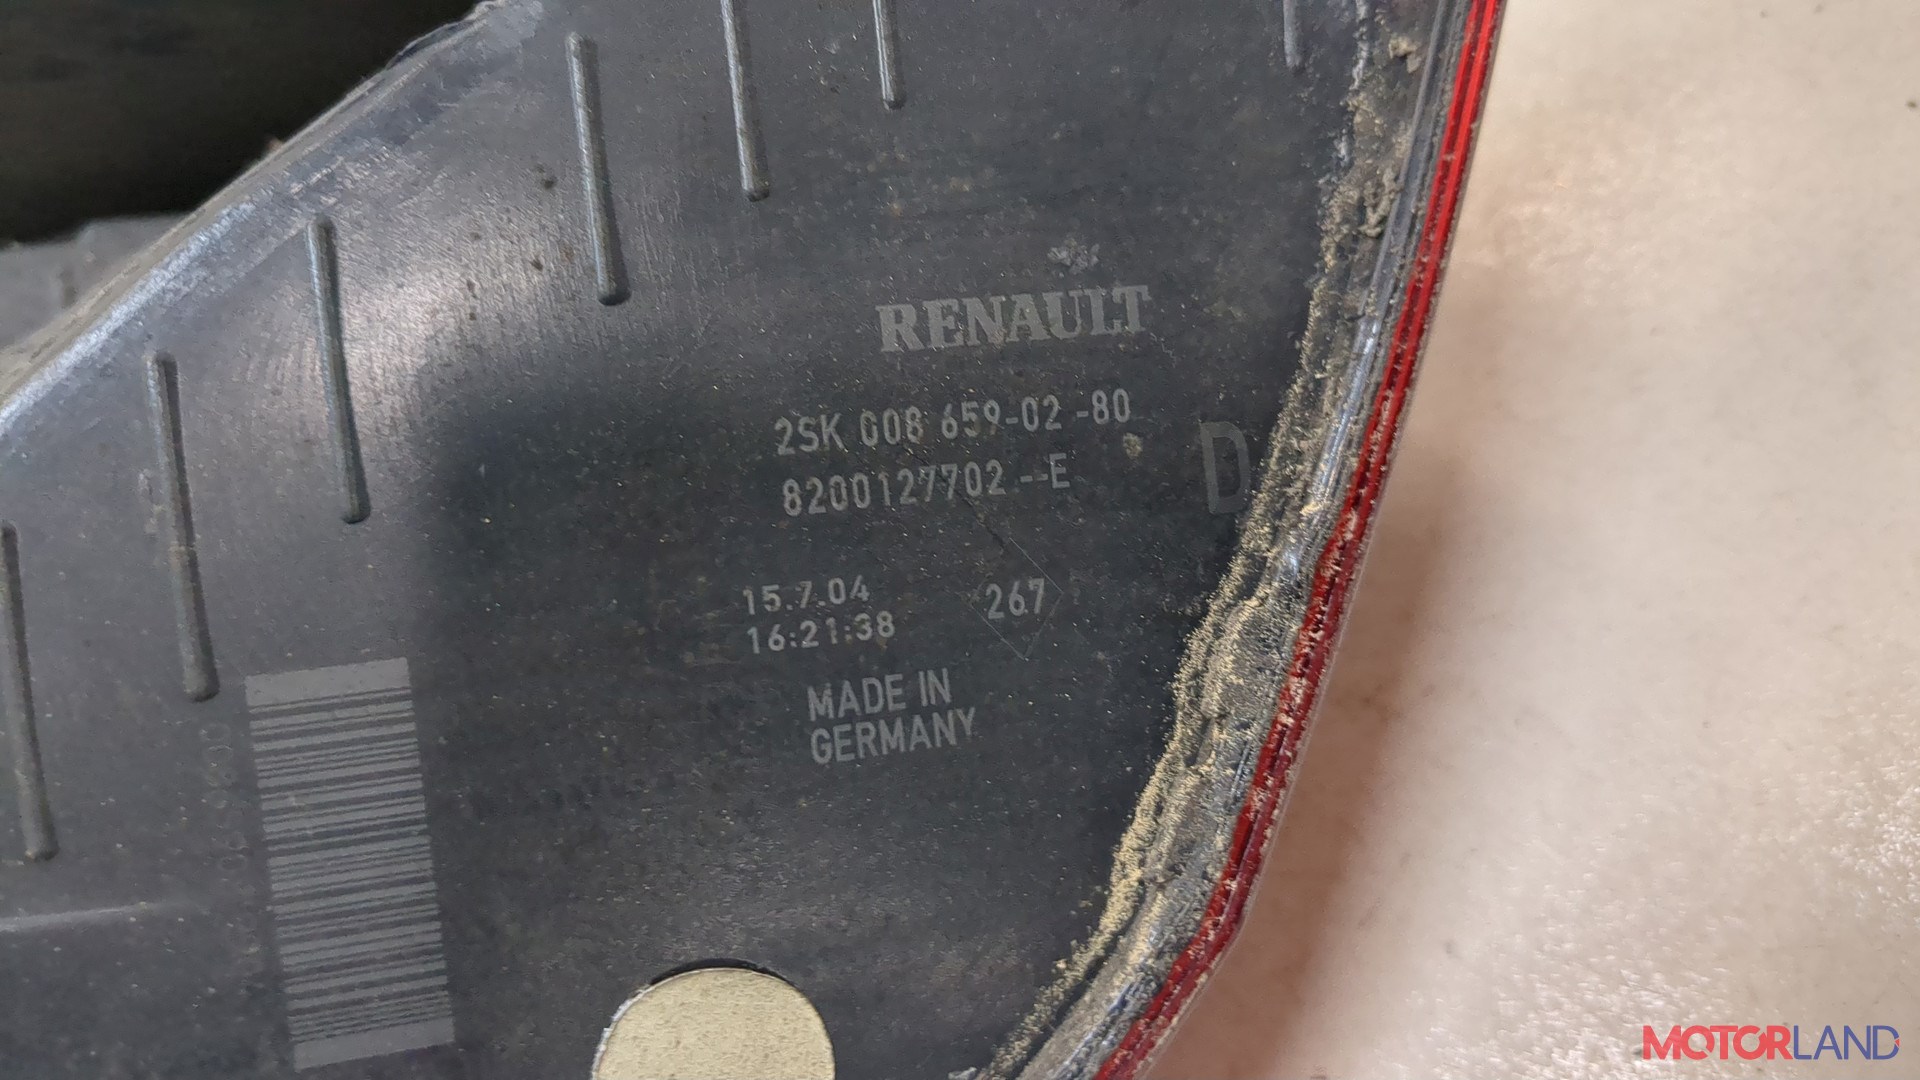 RENAULT
2SK 008 659-02 -80
8200127702--E
D
15.7.04
267
16:21:38
MADE IN
GERMANY
MOTORLAND